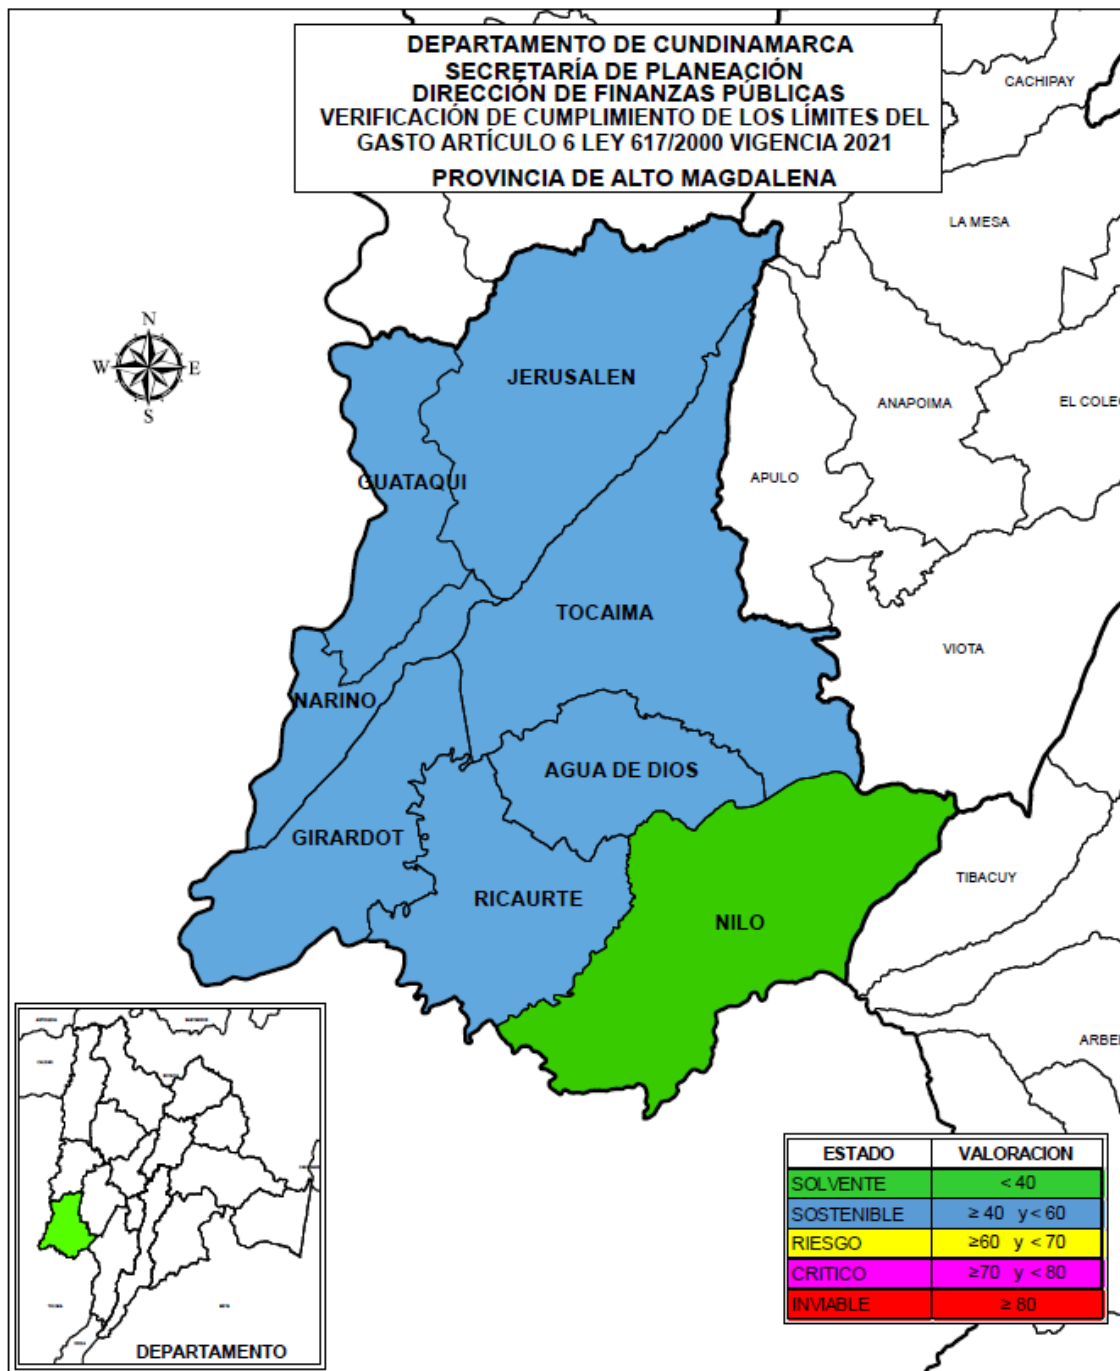 DEPARTAMENTO DE CUNDINAMARCA
SECRETARÍA DE PLANEACIÓN
DIRECCIÓN DE FINANZAS PÚBLICAS
VERIFICACIÓN DE CUMPLIMIENTO DE LOS LÍMITES DEL
GASTO ARTÍCULO 6 LEY 617/2000 VIGENCIA 2021
PROVINCIA DE ALTO MAGDALENA
CACHIPAY
LA MESA
N
W E
S
JERUSALEN
ANAPOIMA
EL COLEG
GUATAQUI
APULO
TOCAIMA
VIOTA
NARINO
AGUA DE DIOS
GIRARDOT
RICAURTE
TIBACUY
NILO
ARBE
DEPARTAMENTO
ESTADO VALORACION
SOLVENTE < 40
SOSTENIBLE ≥ 40 y < 60
RIESGO ≥60 y < 70
CRITICO ≥70 y < 80
INVIABLE ≥ 80